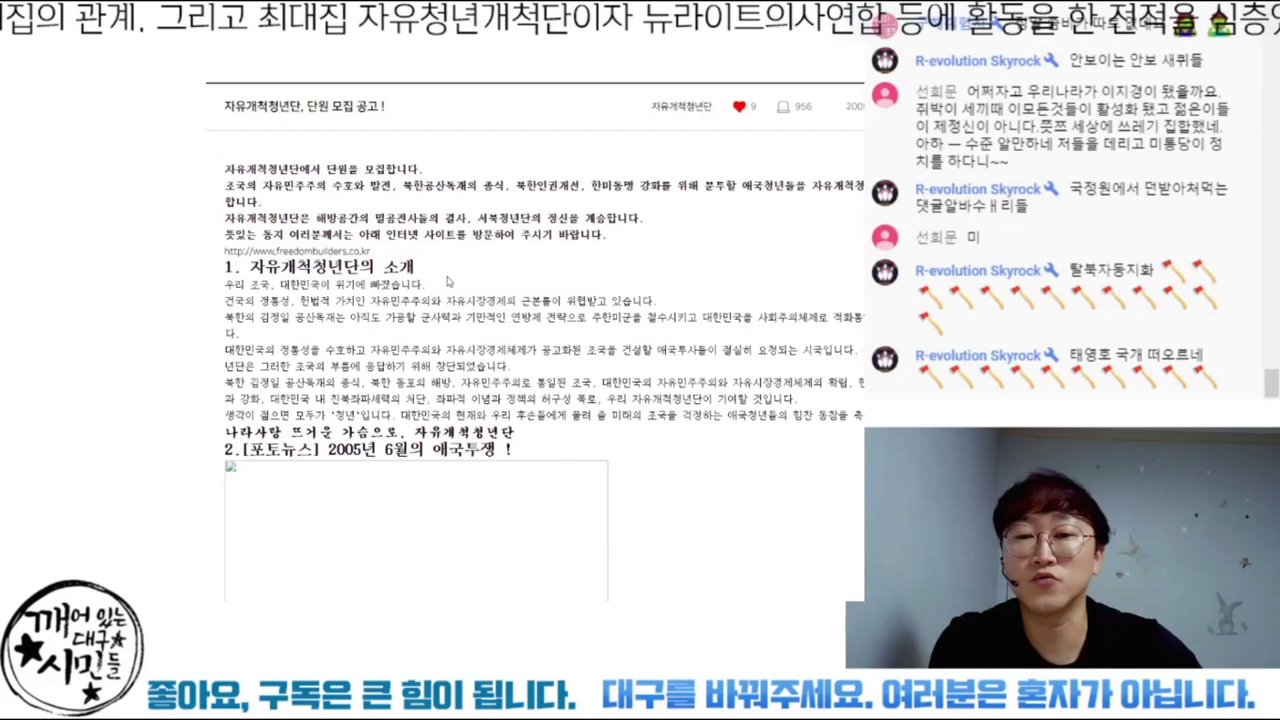 집의 관계. 그리고 최대집 자유청년개척단이자 뉴라이트의사연합 등에 활동을 한 전적을 심층
자유개척청년단, 단원 모집 공고 !
자유개척청년단
9
956
자유개척청년단에서 단원을 모집합니다.
조국의 자유민주주의 수호와 발전, 북한공산독재의 종식, 북한인권개선, 한미동맹 강화를 위해 분투할 애국청년들을 자유개척청
합니다.
자유개척청년단은 해방공간의 멸공전사들의 결사, 서북청년단의 정신을 계승합니다.
뜻있는 동지 여러분께서는 아래 인터넷 사이트를 방문하여 주시기 바랍니다.
http://www.freedombuilders.co.kr
1. 자유개척청년단의 소개
우리 조국, 대한민국이 위기에 빠졌습니다.
건국의 정통성, 헌법적 가치인 자유민주주의와 자유시장경제의 근본틀이 위협받고 있습니다.
북한의 김정일 공산독재는 아직도 가공할 군사력과 기만적인 연방제 전략으로 주한미군을 철수시키고 대한민국을 사회주의체제로 적화통
다.
대한민국의 정통성을 수호하고 자유민주주의와 자유시장경제체제가 공고화된 조국을 건설할 애국투사들이 절실히 요청되는 시국입니다.
년단은 그러한 조국의 부름에 응답하기 위해 창단되었습니다.
북한 김정일 공산독재의 종식, 북한 동포의 해방, 자유민주주의로 통일된 조국, 대한민국의 자유민주주의와 자유시장경제체제의 확립, 한
과 강화, 대한민국 내 친북좌파세력의 처단, 좌파적 이념과 정책의 허구성 폭로, 우리 자유개척청년단이 기여할 것입니다.
생각이 젊으면 모두가 '청년'입니다. 대한민국의 현재와 우리 후손들에게 물려 줄 미래의 조국을 걱정하는 애국청년들의 힘찬 동참을 촉
나라사랑 뜨거운 가슴으로, 자유개척청년단
2.[포토뉴스] 2005년 6월의 애국투쟁 !
R-evolution Skyrock 안보이는 안보 새퀴들
선희문 어쩌자고 우리나라가 이지경이 됐을까요.
쥐박이 세끼때 이모든것들이 활성화 됐고 젊은이들
이 제정신이 아니다.쯧쯔 세상에 쓰레기 집합했네.
아하 ㅡ 수준 알만하네 저들을 데리고 미통당이 정
치를 하다니~~
R-evolution Skyrock 국정원에서 던받아처먹는
댓글알바수ㅐ리들
선희문 미
R-evolution Skyrock 탈북자동지화
R-evolution Skyrock 태영호 국개 떠오르네
깨어 있는
대구
시민들
좋아요, 구독은 큰 힘이 됩니다. 대구를 바꿔주세요. 여러분은 혼자가 아닙니다.